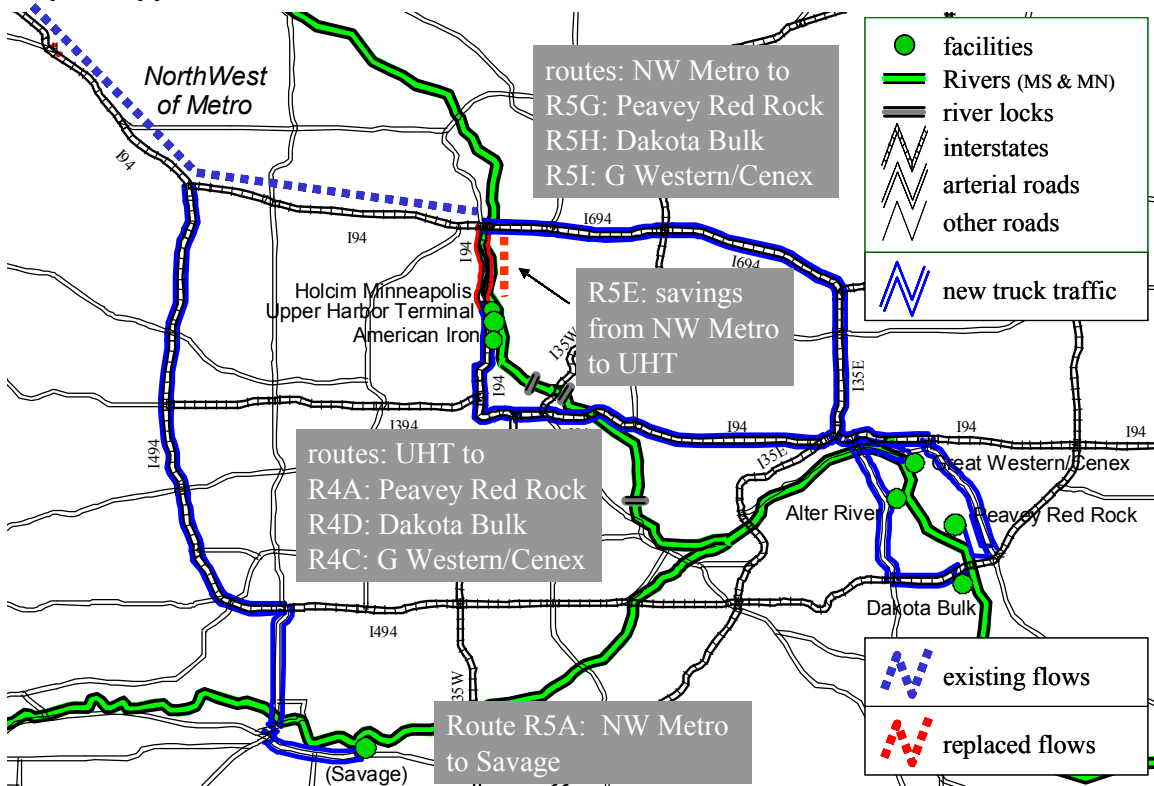 NorthWest
of Metro
routes: NW Metro to
R5G: Peavey Red Rock
R5H: Dakota Bulk
R5I: G Western/Cenex
facilities
Rivers (MS & MN)
river locks
interstates
arterial roads
other roads
new truck traffic
I94
I94
I94
I694
I694
Holcim Minneapolis
Upper Harbor Terminal
American Iron
R5E: savings
from NW Metro
to UHT
I35W
I35E
I94
I394
I94
I94
I94
I35E
I494
routes: UHT to
R4A: Peavey Red Rock
R4D: Dakota Bulk
R4C: G Western/Cenex
Great Western/Cenex
Alter River
Peavey Red Rock
Dakota Bulk
I494
35W
existing flows
replaced flows
Route R5A: NW Metro
to Savage
(Savage)